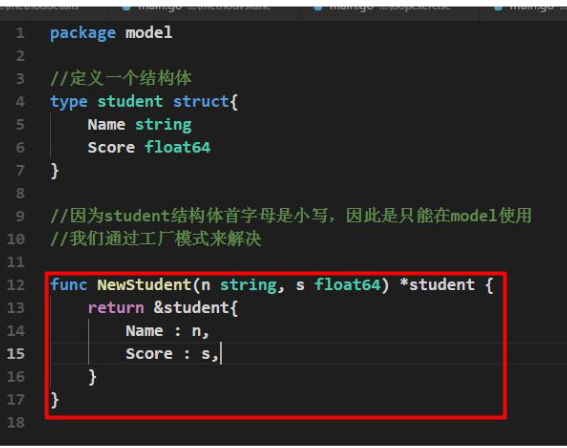 package model
//定义一个结构体
type student struct{
Name string
Score float64
}
//因为student结构体首字母是小写，因此是只能在model使用
//我们通过工厂模式来解决
func NewStudent(n string, s float64) *student {
return &student{
Name : n,
Score : s,
}
}
1
2
3
4
5
6
7
8
9
10
11
12
13
14
15
16
17
18